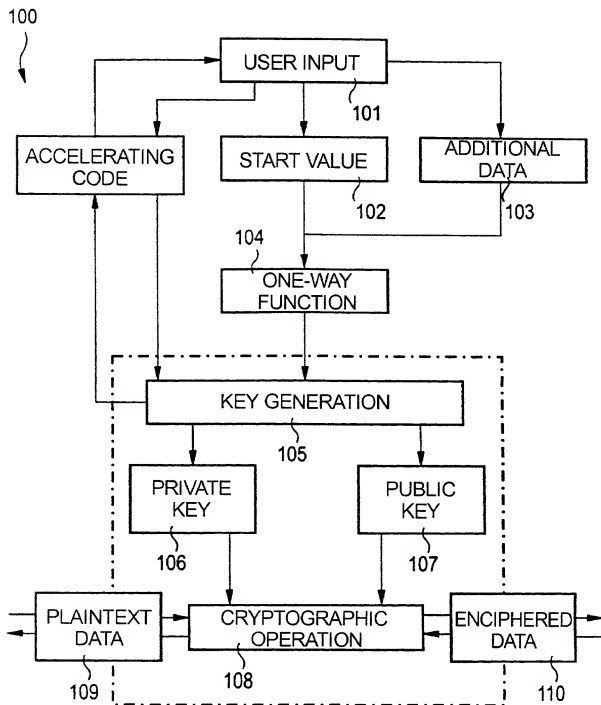 100
USER INPUT
101
ACCELERATING
CODE
START VALUE
102
ADDITIONAL
DATA
103
104
ONE-WAY
FUNCTION
KEY GENERATION
105
PRIVATE
KEY
106
PUBLIC
KEY
107
PLAINTEXT
DATA
109
CRYPTOGRAPHIC
OPERATION
108
ENCIPHERED
DATA
110